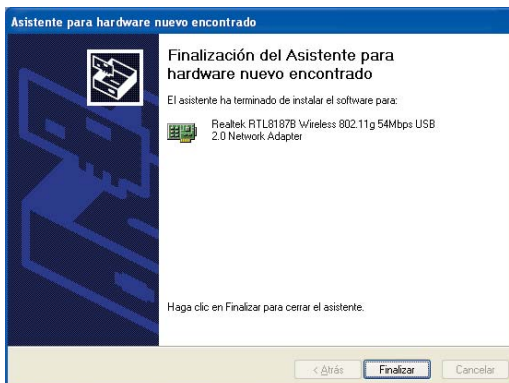 Asistente para hardware nuevo encontrado
Finalización del Asistente para
hardware nuevo encontrado
El asistente ha terminado de instalar el software para:
Realtek RTL8187B Wireless 802.11g 54Mbps USB
2.0 Network Adapter
Haga clic en Finalizar para cerrar el asistente.
< Atrás
Finalizar
Cancelar